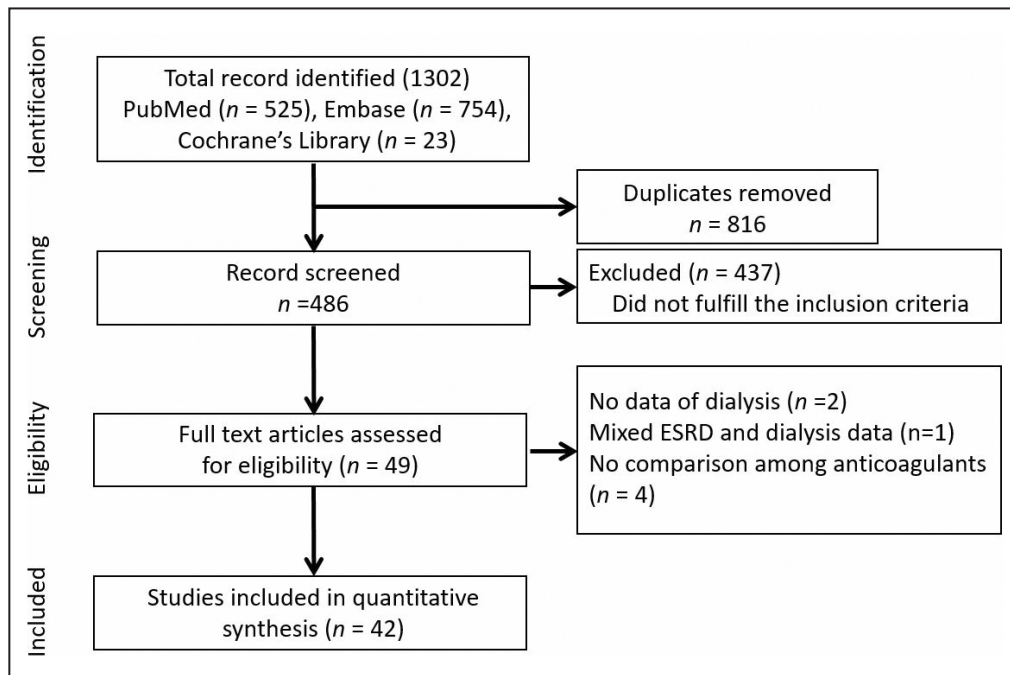 Identification
Total record identified (1302)
PubMed (n = 525), Embase (n = 754),
Cochrane’s Library (n = 23)
Duplicates removed
n = 816
Screening
Record screened
n =486
Excluded (n = 437)
Did not fulfill the inclusion criteria
Eligibility
Full text articles assessed
for eligibility (n = 49)
No data of dialysis (n =2)
Mixed ESRD and dialysis data (n=1)
No comparison among anticoagulants
(n = 4)
Included
Studies included in quantitative
synthesis (n = 42)